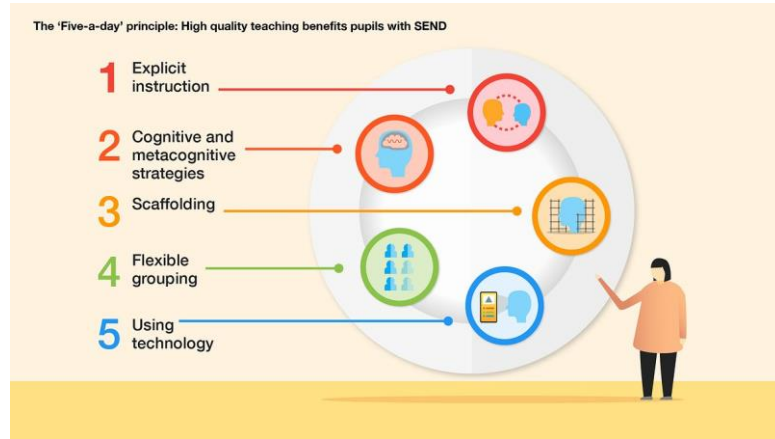 The ‘Five-a-day’ principle: High quality teaching benefits pupils with SEND
1 Explicit
instruction
2 Cognitive and
metacognitive
strategies
3 Scaffolding
4 Flexible
grouping
5 Using
technology